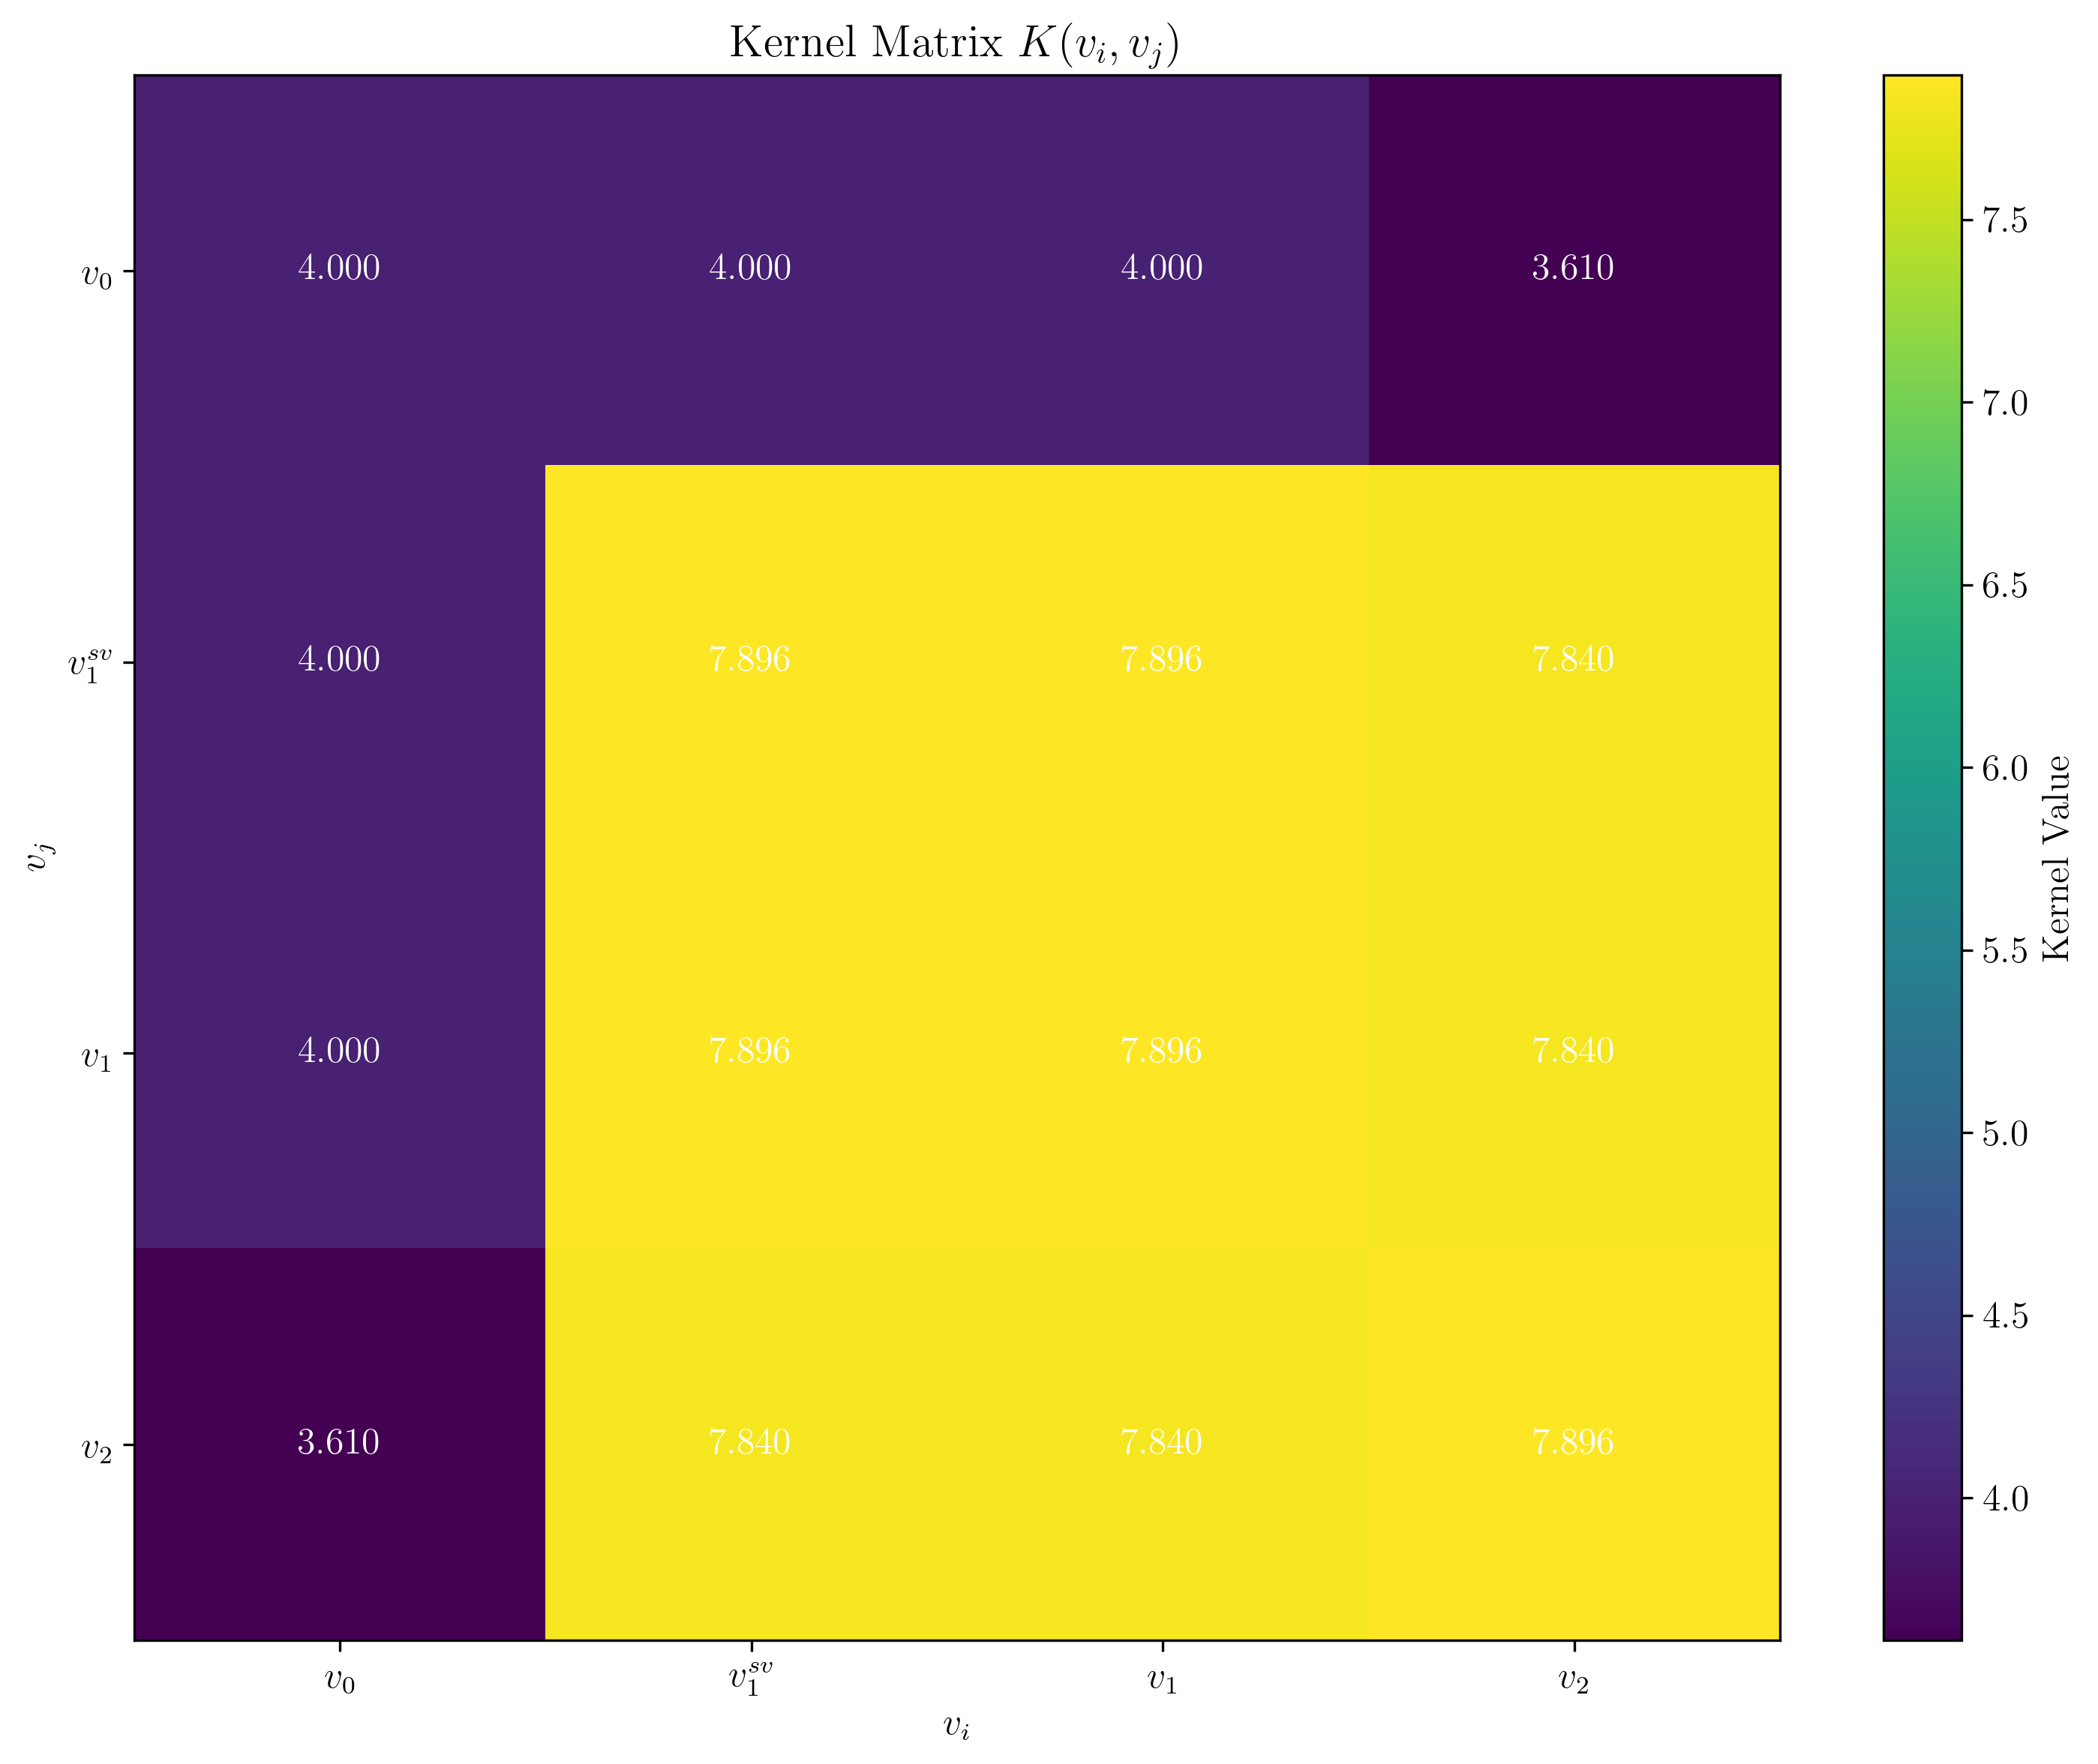 Kernel Matrix $K(v_i, v_j)$
$v_0$ 4.000 4.000 4.000 3.610
$v_1^{sv}$ 4.000 7.896 7.896 7.840
$v_1$ 4.000 7.896 7.896 7.840
$v_2$ 3.610 7.840 7.840 7.896
$v_0$ $v_1^{sv}$ $v_1$ $v_2$
$v_i$
$v_j$
7.5
7.0
6.5
6.0
5.5
5.0
4.5
4.0
Kernel Value